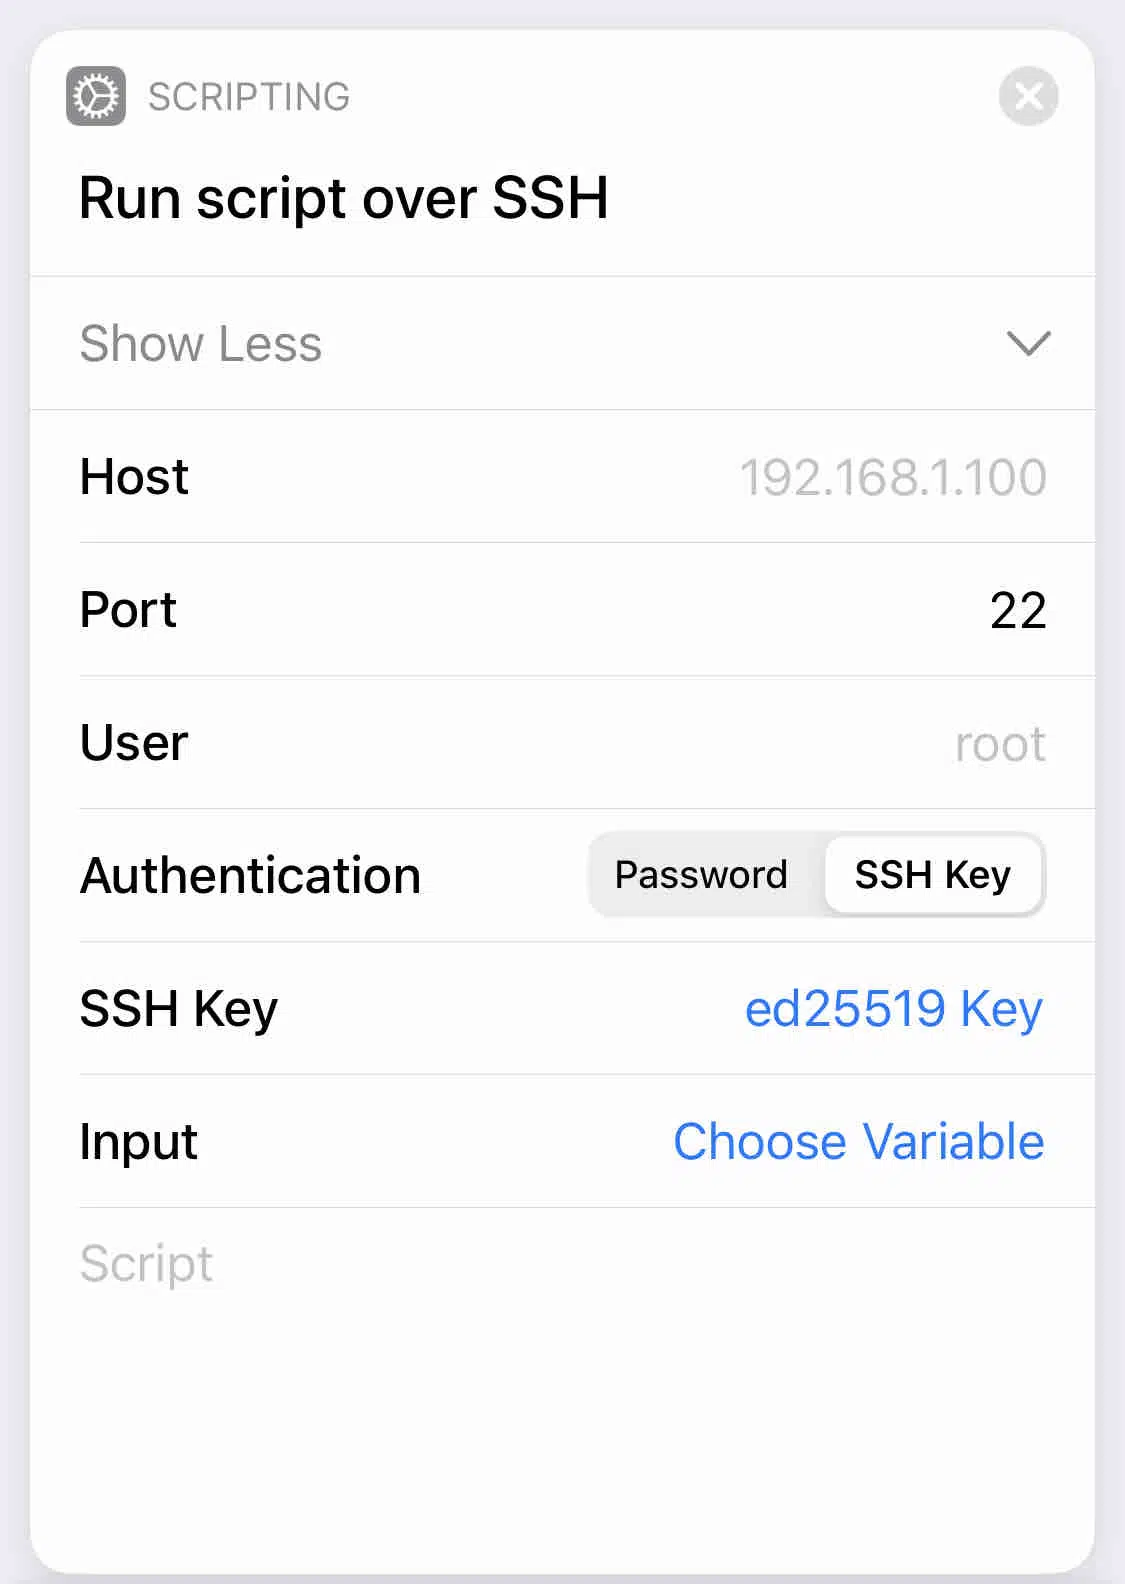 SCRIPTING
Run script over SSH
Show Less
Host 192.168.1.100
Port 22
User root
Authentication Password SSH Key
SSH Key ed25519 Key
Input Choose Variable
Script